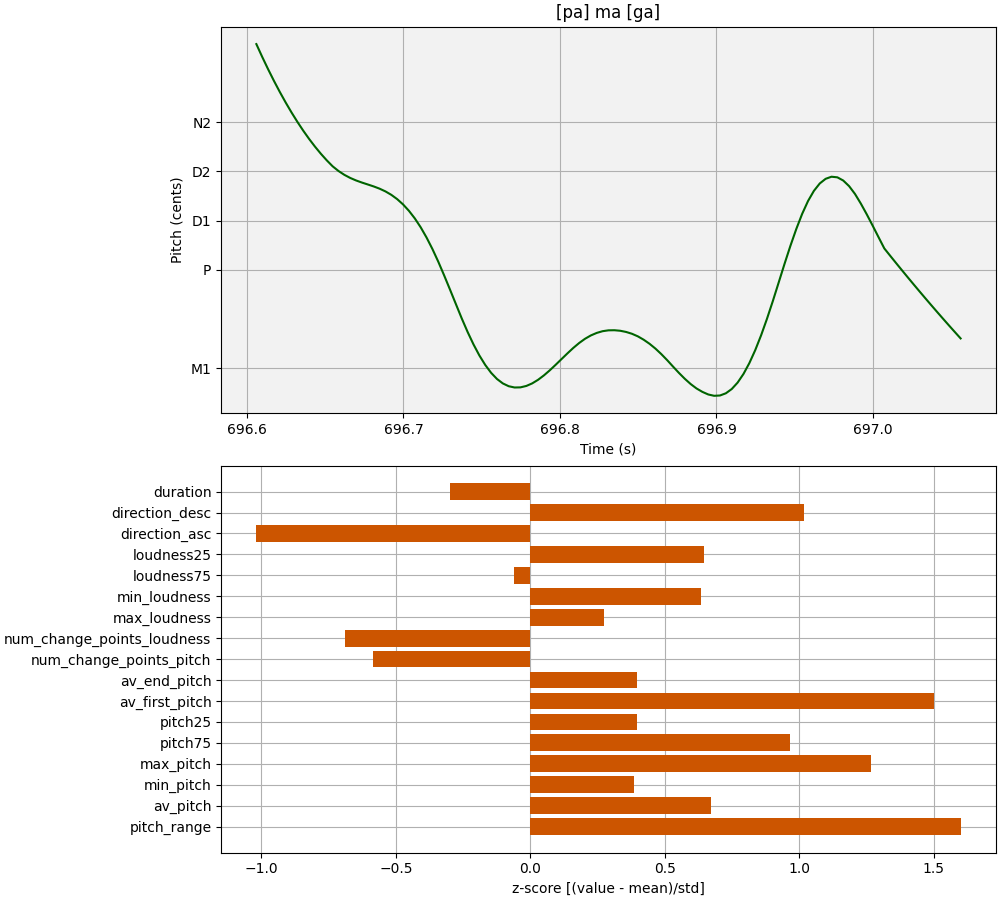 [pa] ma [ga]
N2
D2
D1
P
M1
Pitch (cents)
696.6 696.7 696.8 696.9 697.0
Time (s)
duration
direction_desc
direction_asc
loudness25
loudness75
min_loudness
max_loudness
num_change_points_loudness
num_change_points_pitch
av_end_pitch
av_first_pitch
pitch25
pitch75
max_pitch
min_pitch
av_pitch
pitch_range
−1.0 −0.5 0.0 0.5 1.0 1.5
z-score [(value - mean)/std]